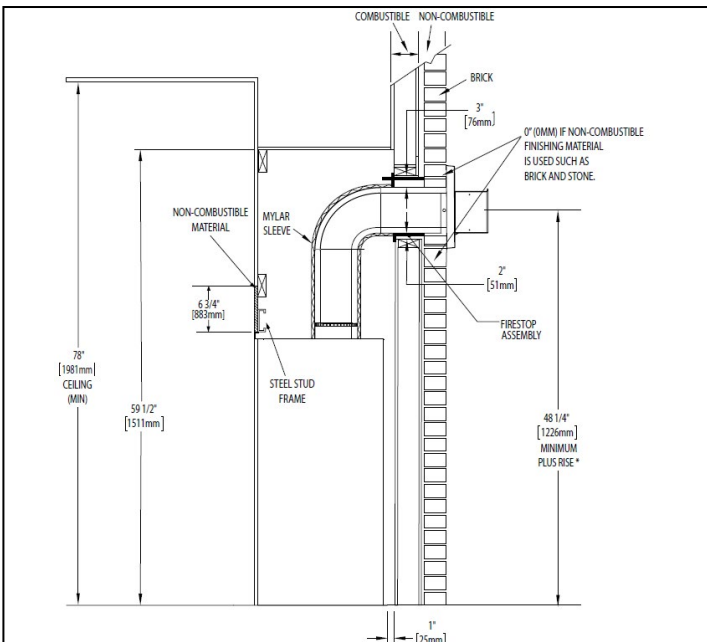 COMBUSTIBLE
NON-COMBUSTIBLE
BRICK
3"
[76mm]
0" (0MM) IF NON-COMBUSTIBLE
FINISHING MATERIAL
IS USED SUCH AS
BRICK AND STONE.
NON-COMBUSTIBLE
MATERIAL
MYLAR
SLEEVE
6 3/4"
[883mm]
2"
[51mm]
FIRESTOP
ASSEMBLY
78"
[1981mm]
CEILING
(MIN)
STEEL STUD
FRAME
59 1/2"
[1511mm]
48 1/4"
[1226mm]
MINIMUM
PLUS RISE *
1"
[25mm]